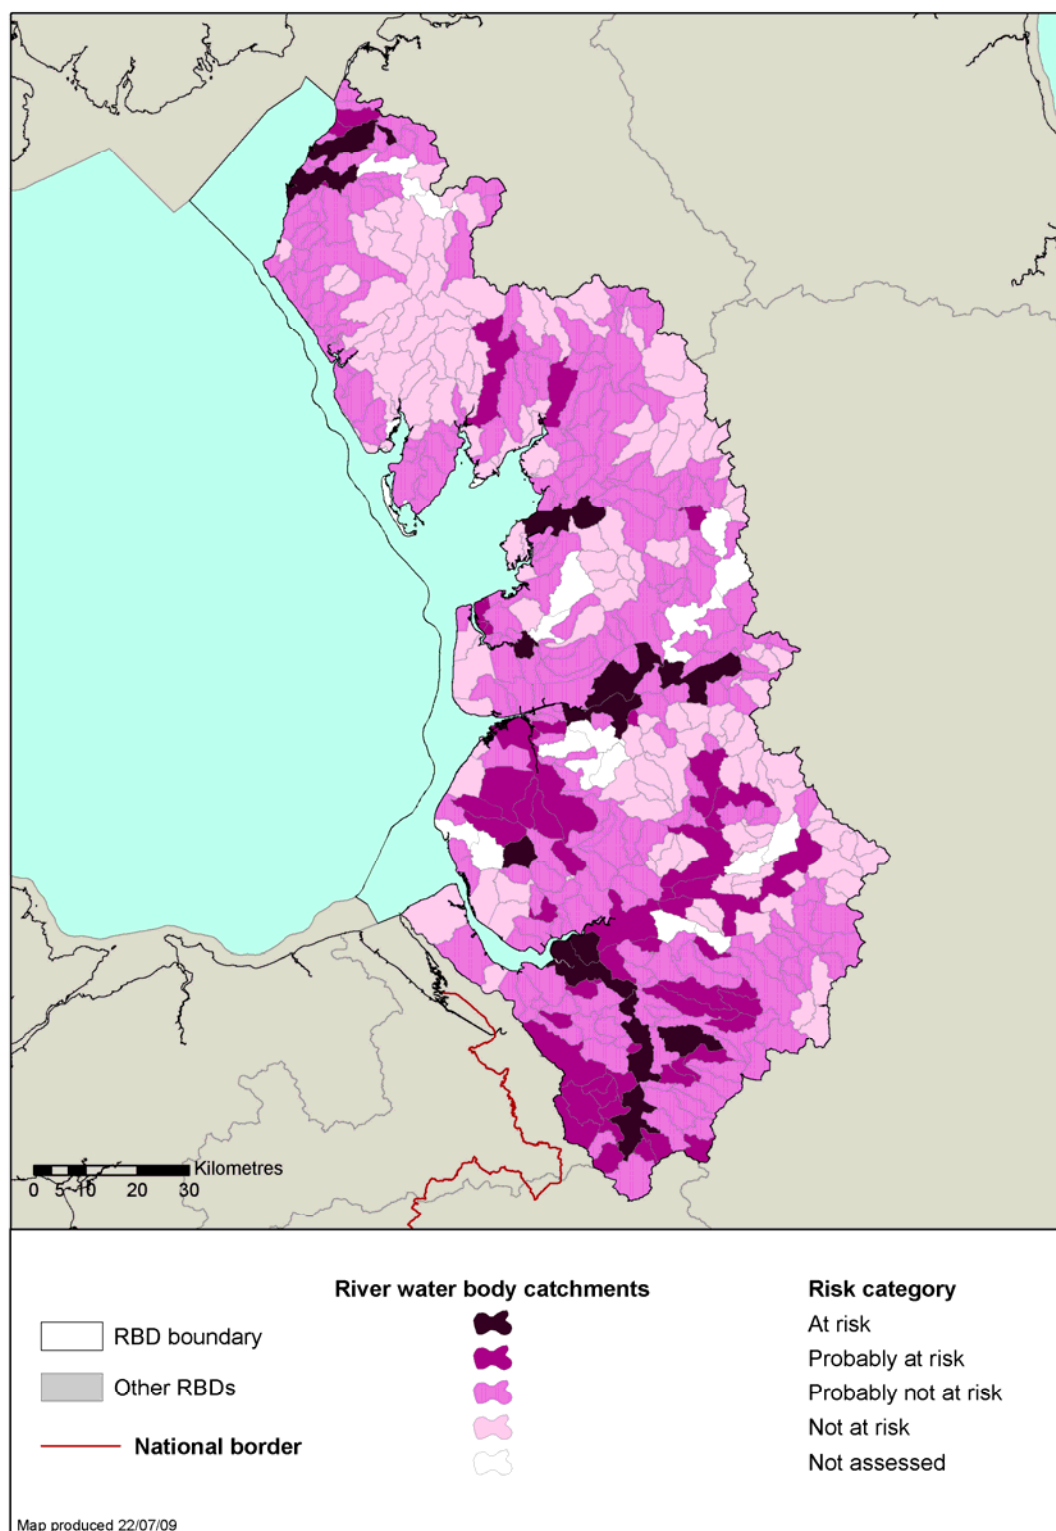 Kilometres
0 5 10 20 30
River water body catchments Risk category
At risk
RBD boundary
Probably at risk
Other RBDs
Probably not at risk
Not at risk
National border
Not assessed
Map produced 22/07/09